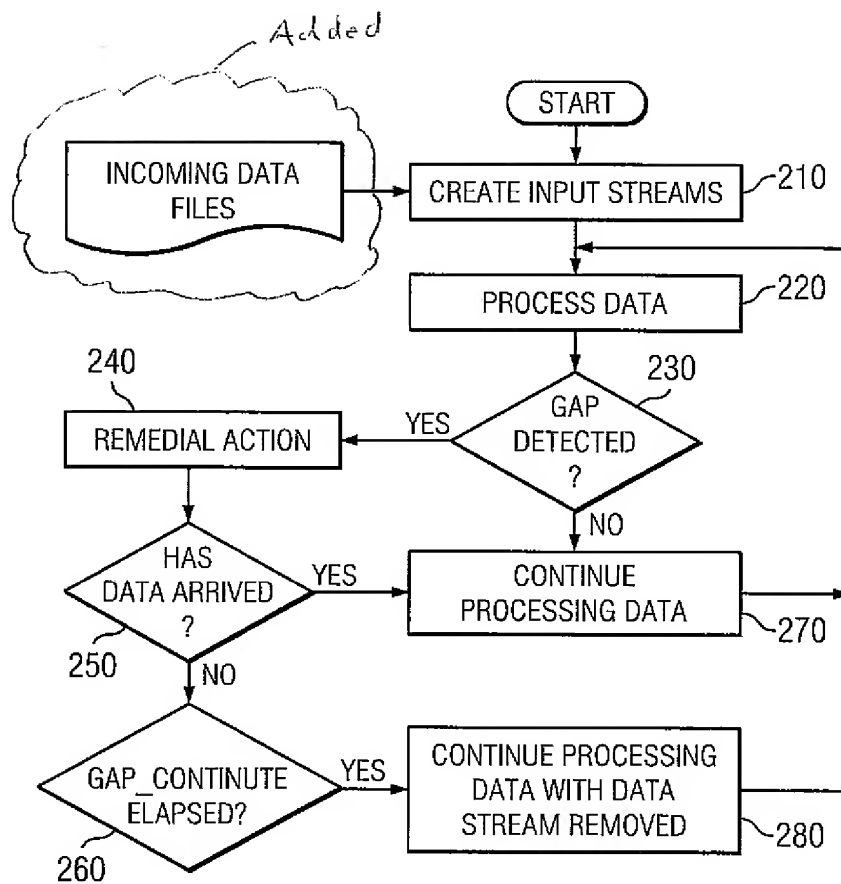 Added
START
INCOMING DATA
FILES
CREATE INPUT STREAMS
210
PROCESS DATA
220
240
230
REMEDIAL ACTION
YES
GAP
DETECTED
?
NO
HAS
DATA ARRIVED
?
YES
250
NO
CONTINUE
PROCESSING DATA
270
GAP_CONTINUTE
ELAPSED?
YES
260
CONTINUE PROCESSING
DATA WITH DATA
STREAM REMOVED
280